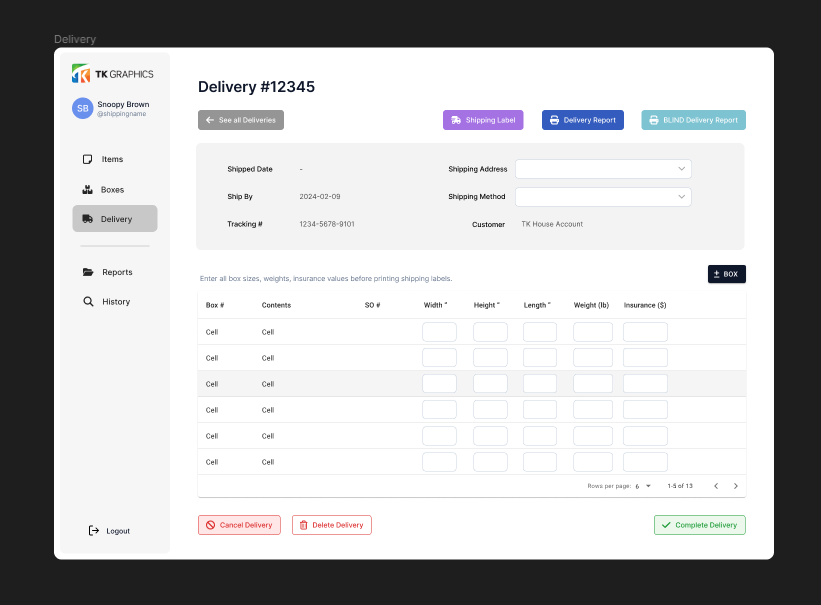 Delivery
TK GRAPHICS
SB
Snoopy Brown
@shippingname
Items
Boxes
Delivery
Reports
History
Logout
Delivery #12345
See all Deliveries
Shipping Label
Delivery Report
BLIND Delivery Report
Shipped Date
-
Shipping Address
Ship By
2024-02-09
Shipping Method
Tracking #
1234-5678-9101
Customer
TK House Account
Enter all box sizes, weights, insurance values before printing shipping labels.
± BOX
Box # Contents SO # Width " Height " Length " Weight (lb) Insurance ($)
Cell Cell
Cell Cell
Cell Cell
Cell Cell
Cell Cell
Cell Cell
Rows per page: 6 1-5 of 13
Cancel Delivery
Delete Delivery
Complete Delivery